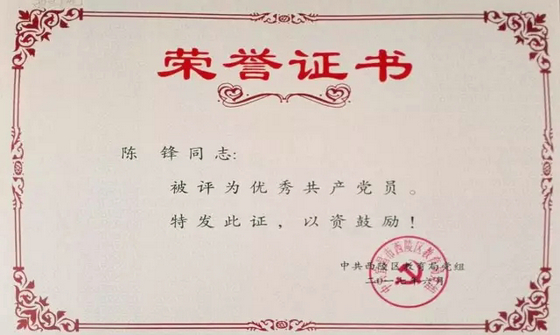 荣誉证书
陈 锋同志:
被评为优秀共产党员。
特发此证，以资鼓励！
中共西陵区教育局党组